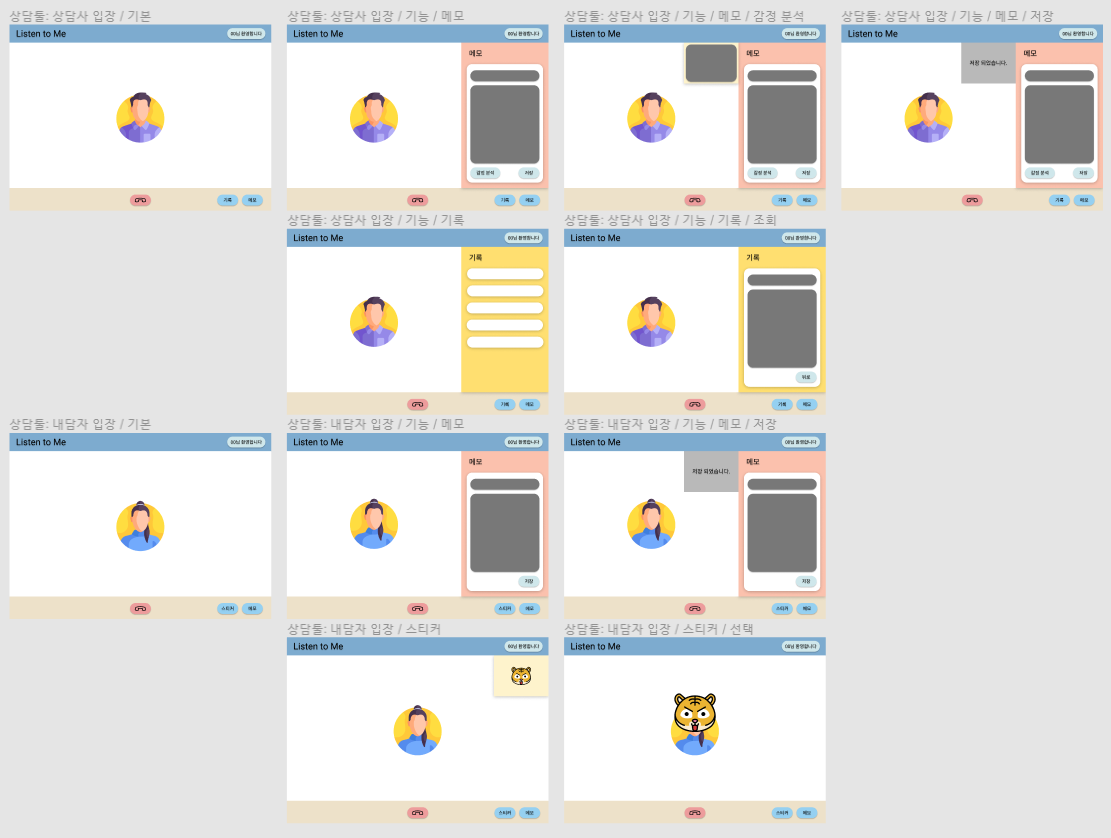 상담툴: 상담사 입장 / 기본
Listen to Me
00님 환영합니다
기록
메모
상담툴: 상담사 입장 / 기능 / 메모
Listen to Me
00님 환영합니다
메모
감정 분석
저장
기록
메모
상담툴: 상담사 입장 / 기능 / 메모 / 감정 분석
Listen to Me
00님 환영합니다
메모
감정 분석
저장
기록
메모
상담툴: 상담사 입장 / 기능 / 메모 / 저장
Listen to Me
00님 환영합니다
저장 되었습니다.
메모
감정 분석
저장
기록
메모
상담툴: 상담사 입장 / 기능 / 기록
Listen to Me
00님 환영합니다
기록
기록
메모
상담툴: 상담사 입장 / 기능 / 기록 / 조회
Listen to Me
00님 환영합니다
기록
뒤로
기록
메모
상담툴: 내담자 입장 / 기본
Listen to Me
00님 환영합니다
스티커
메모
상담툴: 내담자 입장 / 기능 / 메모
Listen to Me
00님 환영합니다
메모
저장
스티커
메모
상담툴: 내담자 입장 / 기능 / 메모 / 저장
Listen to Me
00님 환영합니다
저장 되었습니다.
메모
저장
스티커
메모
상담툴: 내담자 입장 / 스티커
Listen to Me
00님 환영합니다
스티커
메모
상담툴: 내담자 입장 / 스티커 / 선택
Listen to Me
00님 환영합니다
스티커
메모